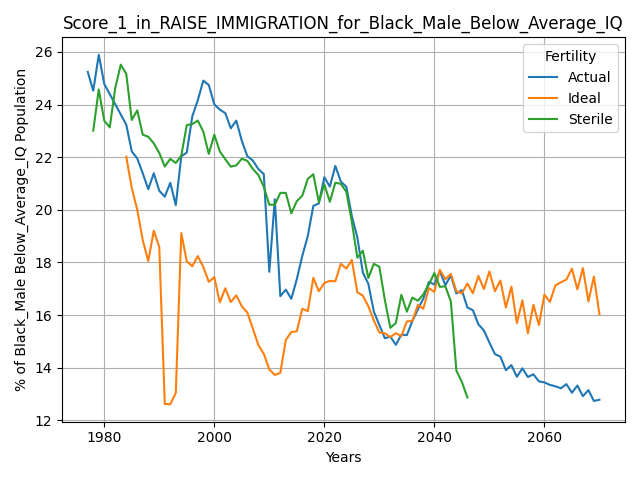 Score_1_in_RAISE_IMMIGRATION_for_Black_Male_Below_Average_IQ
% of Black_Male Below_Average_IQ Population
26
24
22
20
18
16
14
12
Fertility
Actual
Ideal
Sterile
1980 2000 2020 2040 2060
Years